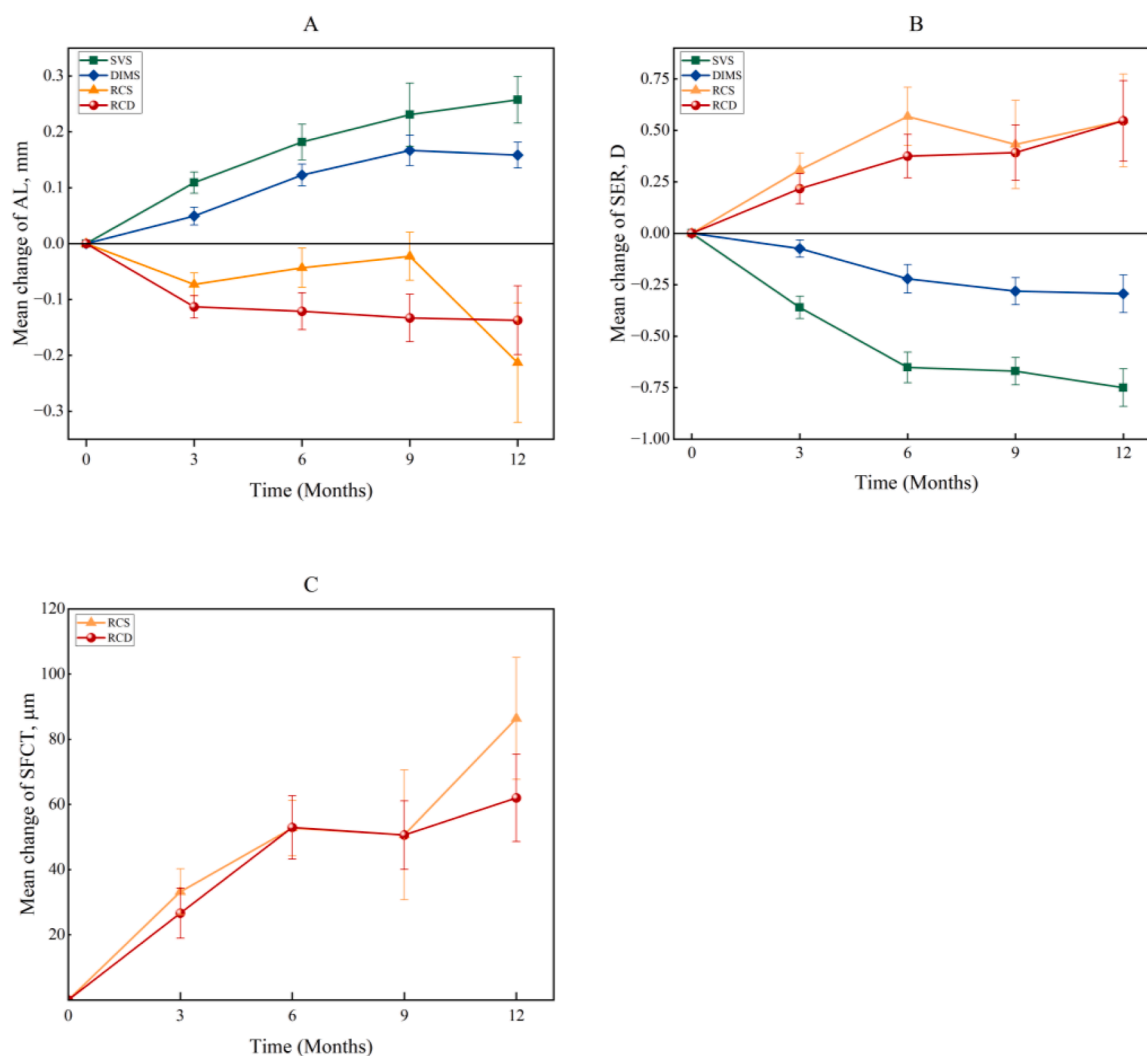 A
SVS
DIMS
RCS
RCD
0.3
0.2
0.1
0.0
−0.1
−0.2
−0.3
Mean change of AL, mm
0 3 6 9 12
Time (Months)
B
SVS
DIMS
RCS
RCD
0.75
0.50
0.25
0.00
−0.25
−0.50
−0.75
−1.00
Mean change of SER, D
0 3 6 9 12
Time (Months)
C
RCS
RCD
120
100
80
60
40
20
Mean change of SFCT, μm
0 3 6 9 12
Time (Months)